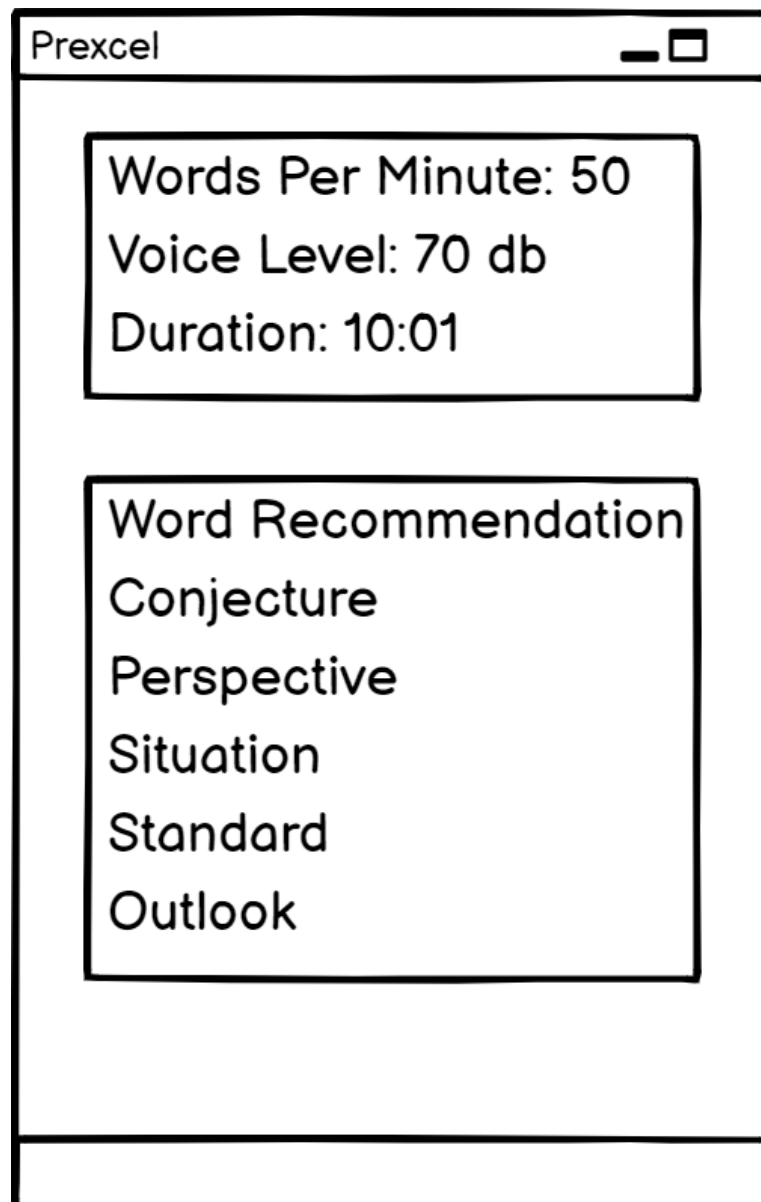 Prexcel
Words Per Minute: 50
Voice Level: 70 db
Duration: 10:01
Word Recommendation
Conjecture
Perspective
Situation
Standard
Outlook